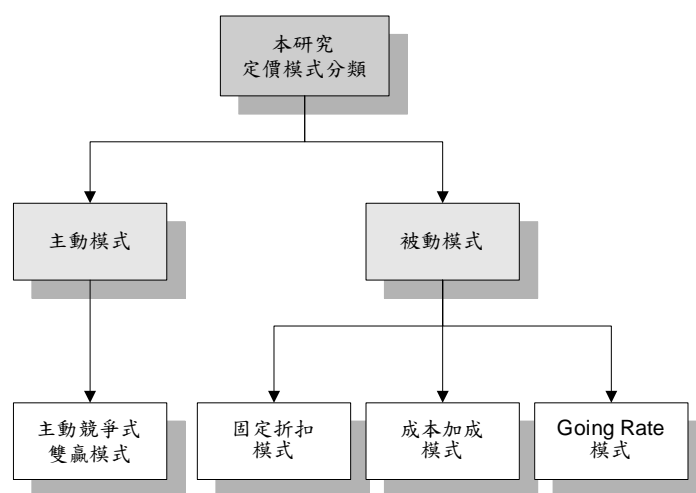 本研究
定價模式分類
主動模式
被動模式
主動競爭式
雙贏模式
固定折扣
模式
成本加成
模式
Going Rate
模式